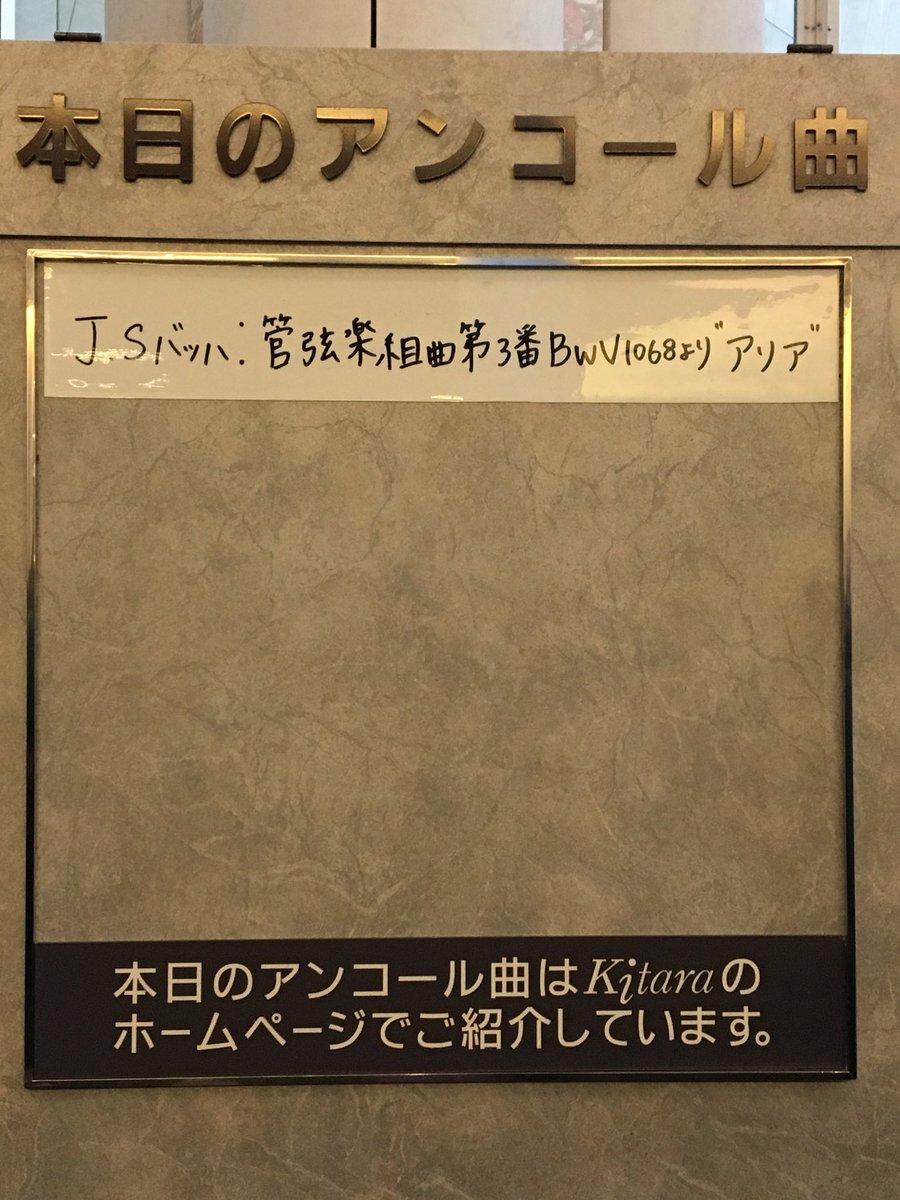 本日のアンコール曲
J.Sバッハ:管弦楽組曲第3番BWV1068より"アリア"
本日のアンコール曲はKitaraの
ホームページでご紹介しています。